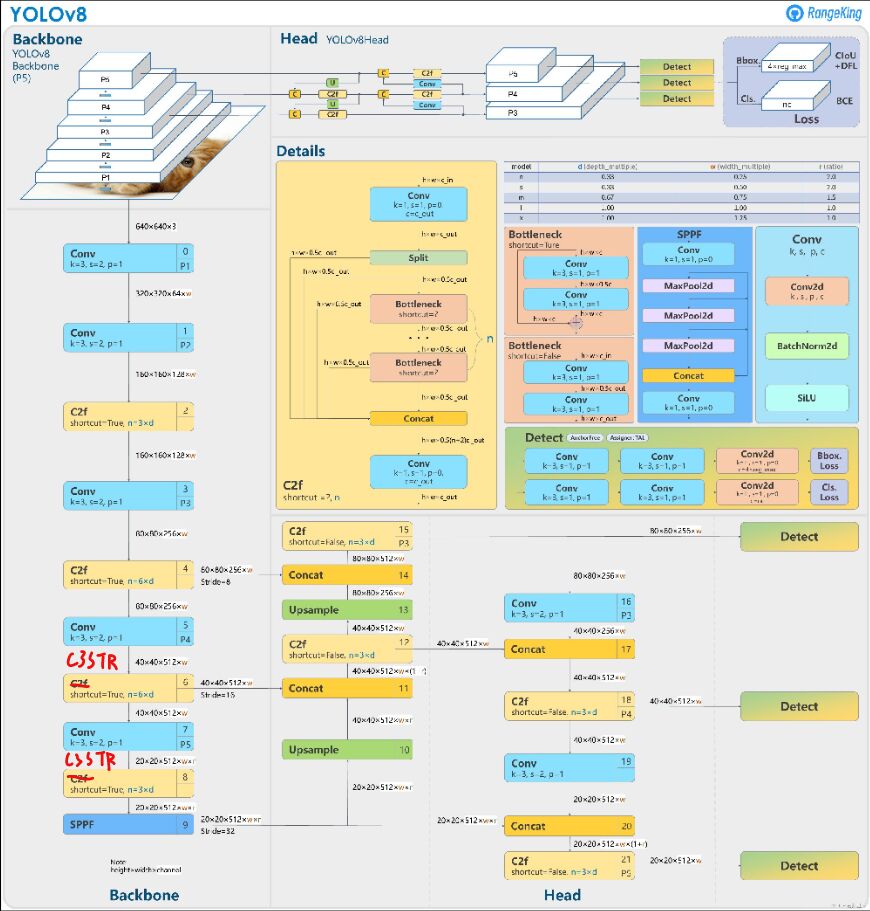 YOLOv8
RangeKing
Backbone
YOLOv8
Backbone
(P5)
P5
P4
P3
P2
P1
Head YOLOv8Head
C
C2f
U
Conv
C
C2f
C
C2f
U
Conv
C
C2f
P5
P4
P3
Detect
Detect
Detect
Bbox.
4×reg_max
CIoU
+DFL
Cls.
nc
BCE
Loss
Details
h×w×c_in
Conv
k=1, s=1, p=0,
c=c_out
h×w×c_out
Split
h×w×0.5c_out
h×w×0.5c_out
h×w×0.5c_out
Bottleneck
shortcut=?
h×w×0.5c_out
• • •
n
h×w×0.5c_out
h×w×0.5c_out
Bottleneck
shortcut=?
h×w×0.5c_out
Concat
h×w×0.5(n+2)c_out
Conv
k=1, s=1, p=0,
c=c_out
h×w×c_out
C2f
shortcut =?, n
model d (depth_multiple) w (width_multiple) r (ratio)
n 0.33 0.25 2.0
s 0.33 0.50 2.0
m 0.67 0.75 1.5
l 1.00 1.00 1.0
x 1.00 1.25 1.0
Bottleneck
shortcut=Ture
h×w×c
Conv
k=3, s=1, p=1
h×w×0.5c
Conv
k=3, s=1, p=1
h×w×c
h×w×c
Bottleneck
shortcut=False
h×w×c_in
Conv
k=3, s=1, p=1
h×w×0.5c_out
Conv
k=3, s=1, p=1
h×w×c_out
SPPF
Conv
k=1, s=1, p=0
MaxPool2d
MaxPool2d
MaxPool2d
Concat
Conv
k=1, s=1, p=0
Conv
k, s, p, c
Conv2d
k, s, p, c
BatchNorm2d
SiLU
Detect Anchor-Free Assigner: TAL
Conv
k=3, s=1, p=1
Conv
k=3, s=1, p=1
Conv2d
k=1, s=1, p=0
c=4×reg_max
Bbox.
Loss
Conv
k=3, s=1, p=1
Conv
k=3, s=1, p=1
Conv2d
k=1, s=1, p=0
Cls.
Loss
640×640×3
Conv 0
k=3, s=2, p=1 P1
320×320×64×w
Conv 1
k=3, s=2, p=1 P2
160×160×128×w
C2f 2
shortcut=True, n=3×d
160×160×128×w
Conv 3
k=3, s=2, p=1 P3
80×80×256×w
C2f 4
shortcut=True, n=6×d
80×80×256×w
Stride=8
80×80×256×w
Conv 5
k=3, s=2, p=1 P4
C3STR
40×40×512×w
C2f 6
shortcut=True, n=6×d
40×40×512×w
Stride=16
40×40×512×w
Conv 7
k=3, s=2, p=1 P5
C3STR
20×20×512×w×r
C2f 8
shortcut=True, n=3×d
20×20×512×w×r
SPPF 9
20×20×512×w×r
Stride=32
Note:
height×width×channel
Backbone
C2f 15
shortcut=False, n=3×d P3
80×80×512×w
Concat 14
80×80×256×w
Upsample 13
40×40×512×w
C2f 12
shortcut=False, n=3×d
40×40×512×w×(1+r)
Concat 11
40×40×512×w×r
Upsample 10
20×20×512×w×r
80×80×256×w
Detect
80×80×256×w
Conv 16
k=3, s=2, p=1 P3
40×40×256×w
40×40×512×w
Concat 17
40×40×512×w
C2f 18
shortcut=False, n=3×d P4
40×40×512×w
Detect
40×40×512×w
Conv 19
k=3, s=2, p=1
20×20×512×w
20×20×512×w×r
Concat 20
20×20×512×w×(1+r)
C2f 21
shortcut=False, n=3×d P5
20×20×512×w
Detect
Head